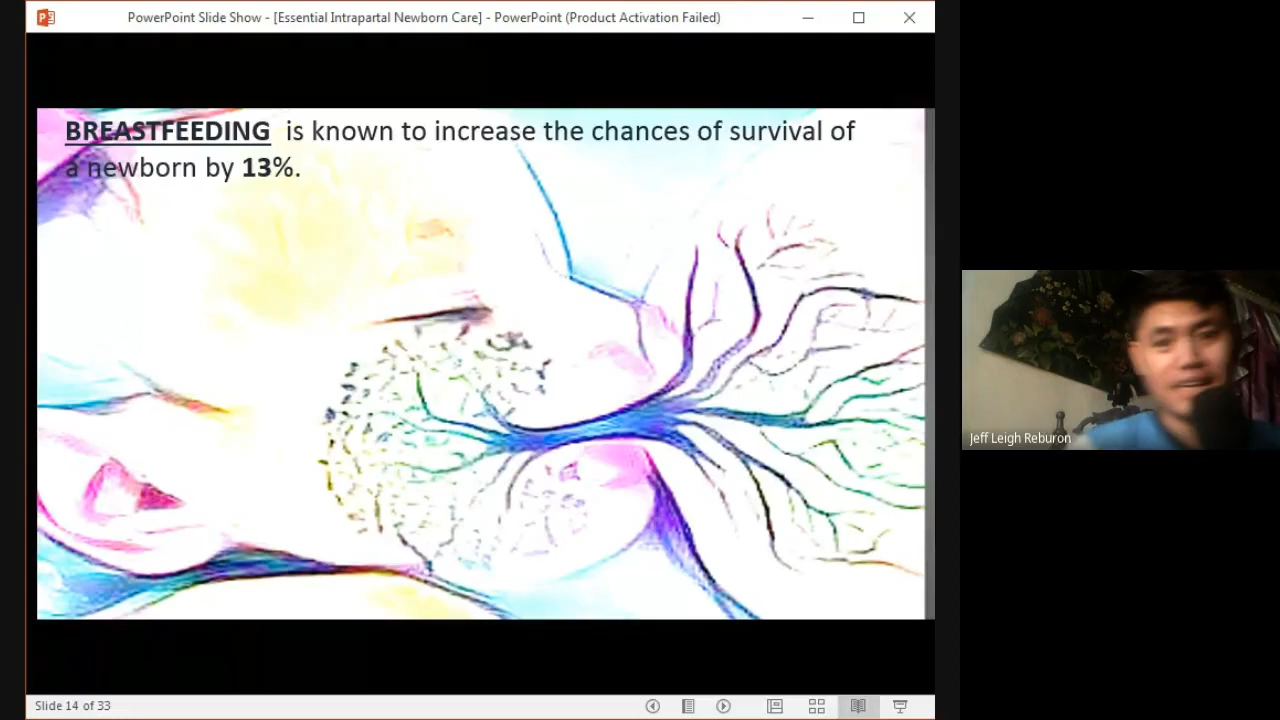 PowerPoint Slide Show - [Essential Intrapartal Newborn Care] - PowerPoint (Product Activation Failed)
BREASTFEEDING is known to increase the chances of survival of
a newborn by 13%.
Jeff Leigh Reburon
Slide 14 of 33